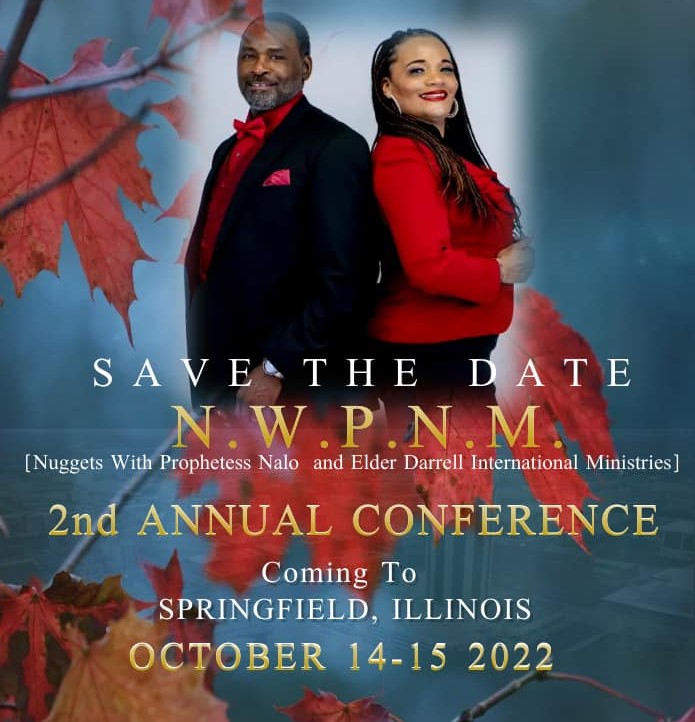 SAVE THE DATE
N.W.P.N.M.
[Nuggets With Prophetess Nalo and Elder Darrell International Ministries]
2nd ANNUAL CONFERENCE
Coming To
SPRINGFIELD, ILLINOIS
OCTOBER 14-15 2022